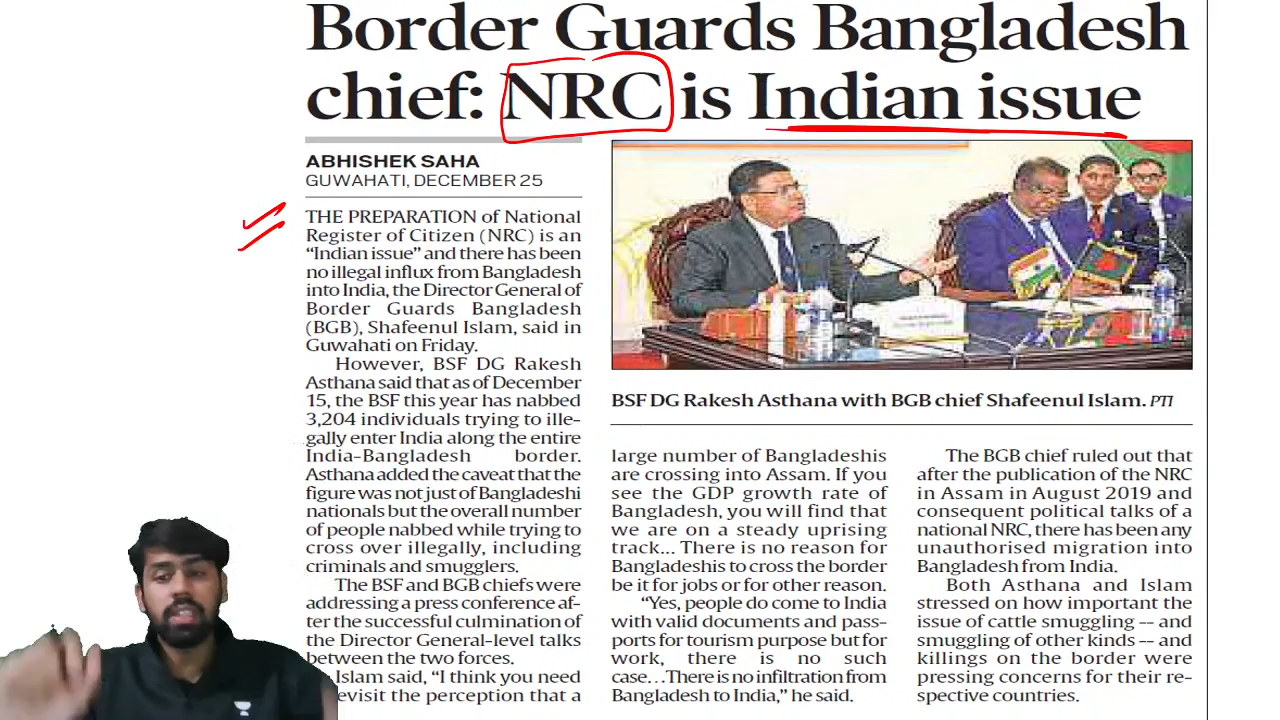 Border Guards Bangladesh
chief: NRC is Indian issue
ABHISHEK SAHA
GUWAHATI, DECEMBER 25
THE PREPARATION of National
Register of Citizen (NRC) is an
“Indian issue” and there has been
no illegal influx from Bangladesh
into India, the Director General of
Border Guards Bangladesh
(BGB), Shafeenul Islam, said in
Guwahati on Friday.
However, BSF DG Rakesh
Asthana said that as of December
15, the BSF this year has nabbed
3,204 individuals trying to ille-
gally enter India along the entire
India-Bangladesh border.
Asthana added the caveat that the
figure was not just of Bangladeshi
nationals but the overall number
of people nabbed while trying to
cross over illegally, including
criminals and smugglers.
The BSF and BGB chiefs were
addressing a press conference af-
ter the successful culmination of
the Director General-level talks
between the two forces.
Islam said, “I think you need
evisit the perception that a
BSF DG Rakesh Asthana with BGB chief Shafeenul Islam. PTI
large number of Bangladeshis
are crossing into Assam. If you
see the GDP growth rate of
Bangladesh, you will find that
we are on a steady uprising
track... There is no reason for
Bangladeshis to cross the border
be it for jobs or for other reason.
“Yes, people do come to India
with valid documents and pass-
ports for tourism purpose but for
work, there is no such
case...There is no infiltration from
Bangladesh to India,” he said.
The BGB chief ruled out that
after the publication of the NRC
in Assam in August 2019 and
consequent political talks of a
national NRC, there has been any
unauthorised migration into
Bangladesh from India.
Both Asthana and Islam
stressed on how important the
issue of cattle smuggling -- and
smuggling of other kinds -- and
killings on the border were
pressing concerns for their re-
spective countries.